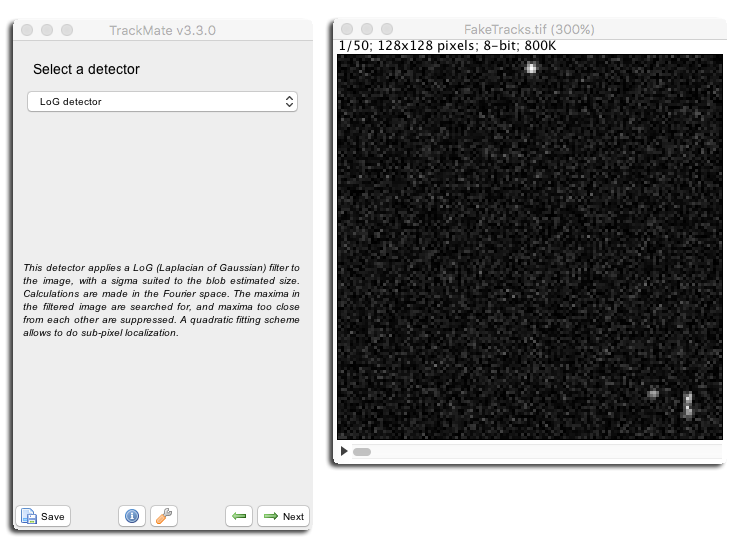 TrackMate v3.3.0
Select a detector
LoG detector
This detector applies a LoG (Laplacian of Gaussian) filter to
the image, with a sigma suited to the blob estimated size.
Calculations are made in the Fourier space. The maxima in
the filtered image are searched for, and maxima too close
from each other are suppressed. A quadratic fitting scheme
allows to do sub-pixel localization.
Save
Next
FakeTracks.tif (300%)
1/50; 128x128 pixels; 8-bit; 800K